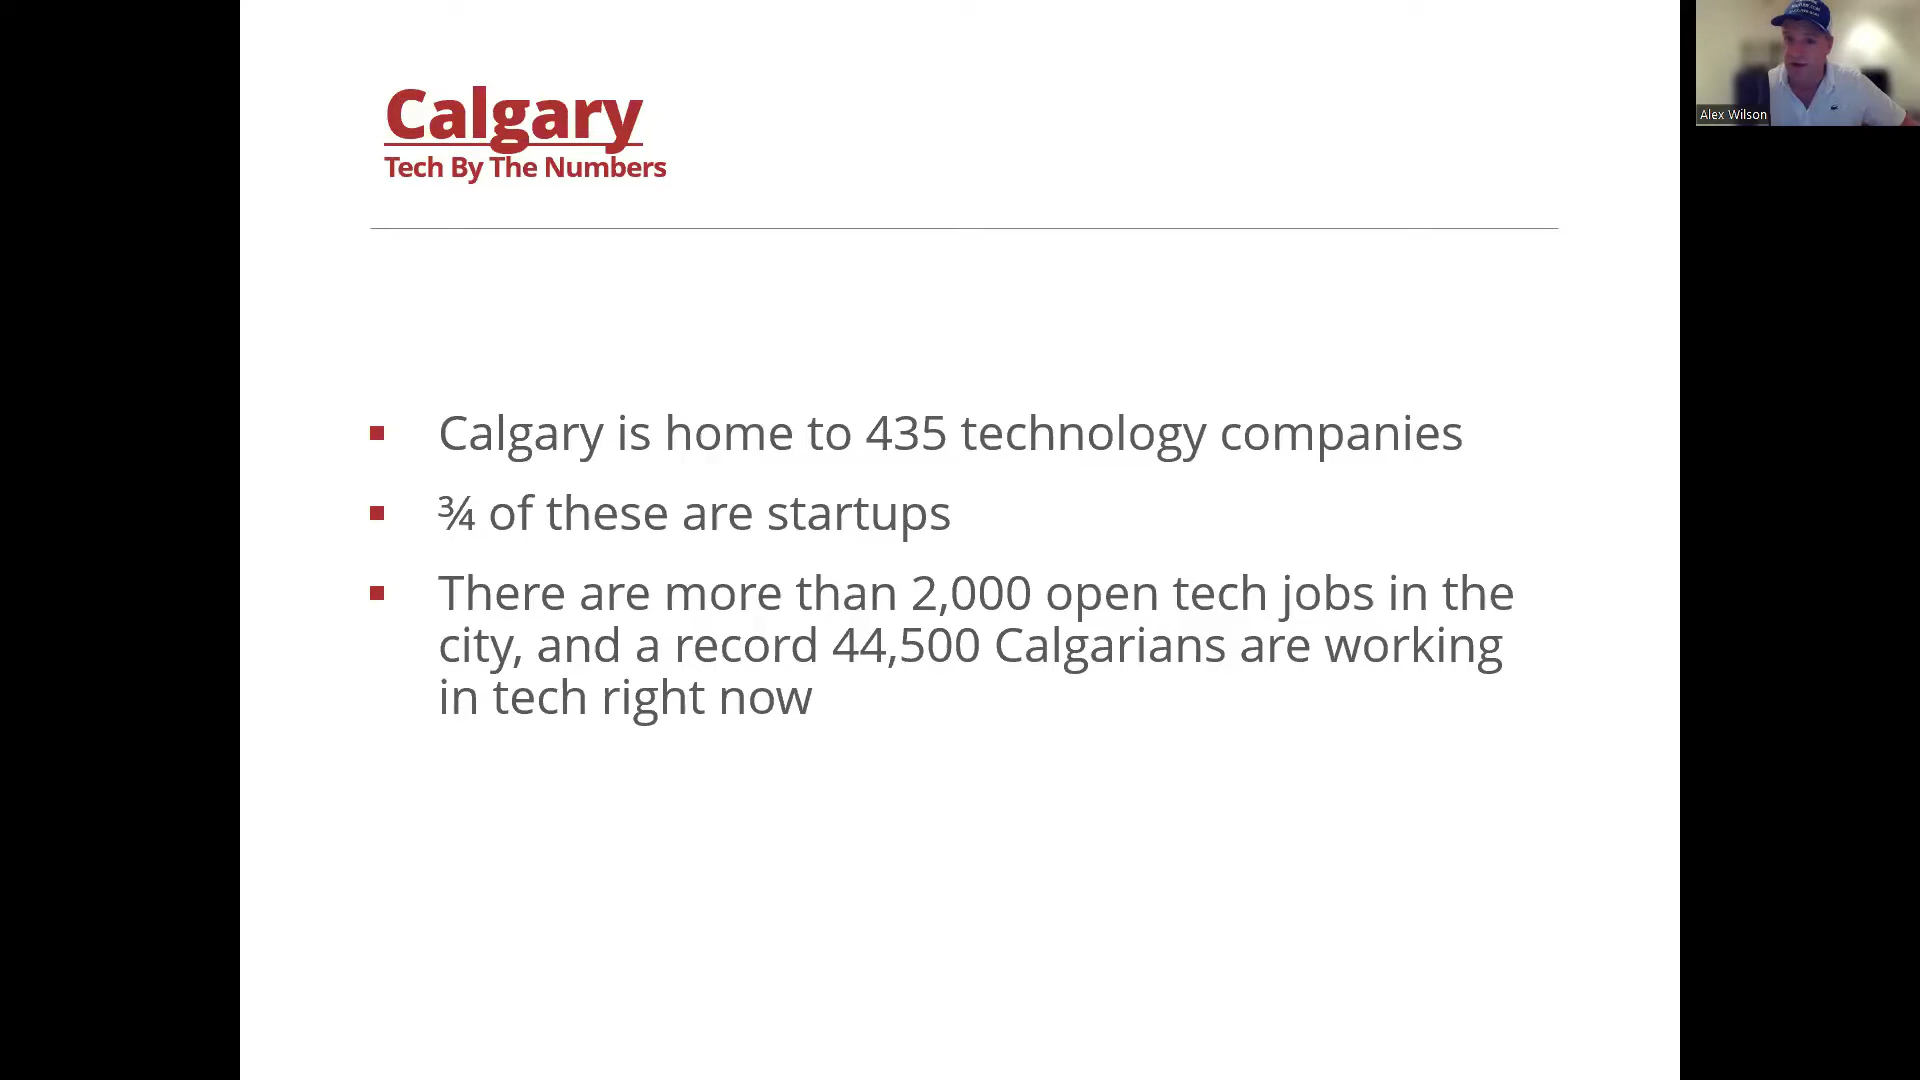 Calgary
Tech By The Numbers
Calgary is home to 435 technology companies
¾ of these are startups
There are more than 2,000 open tech jobs in the
city, and a record 44,500 Calgarians are working
in tech right now
Alex Wilson